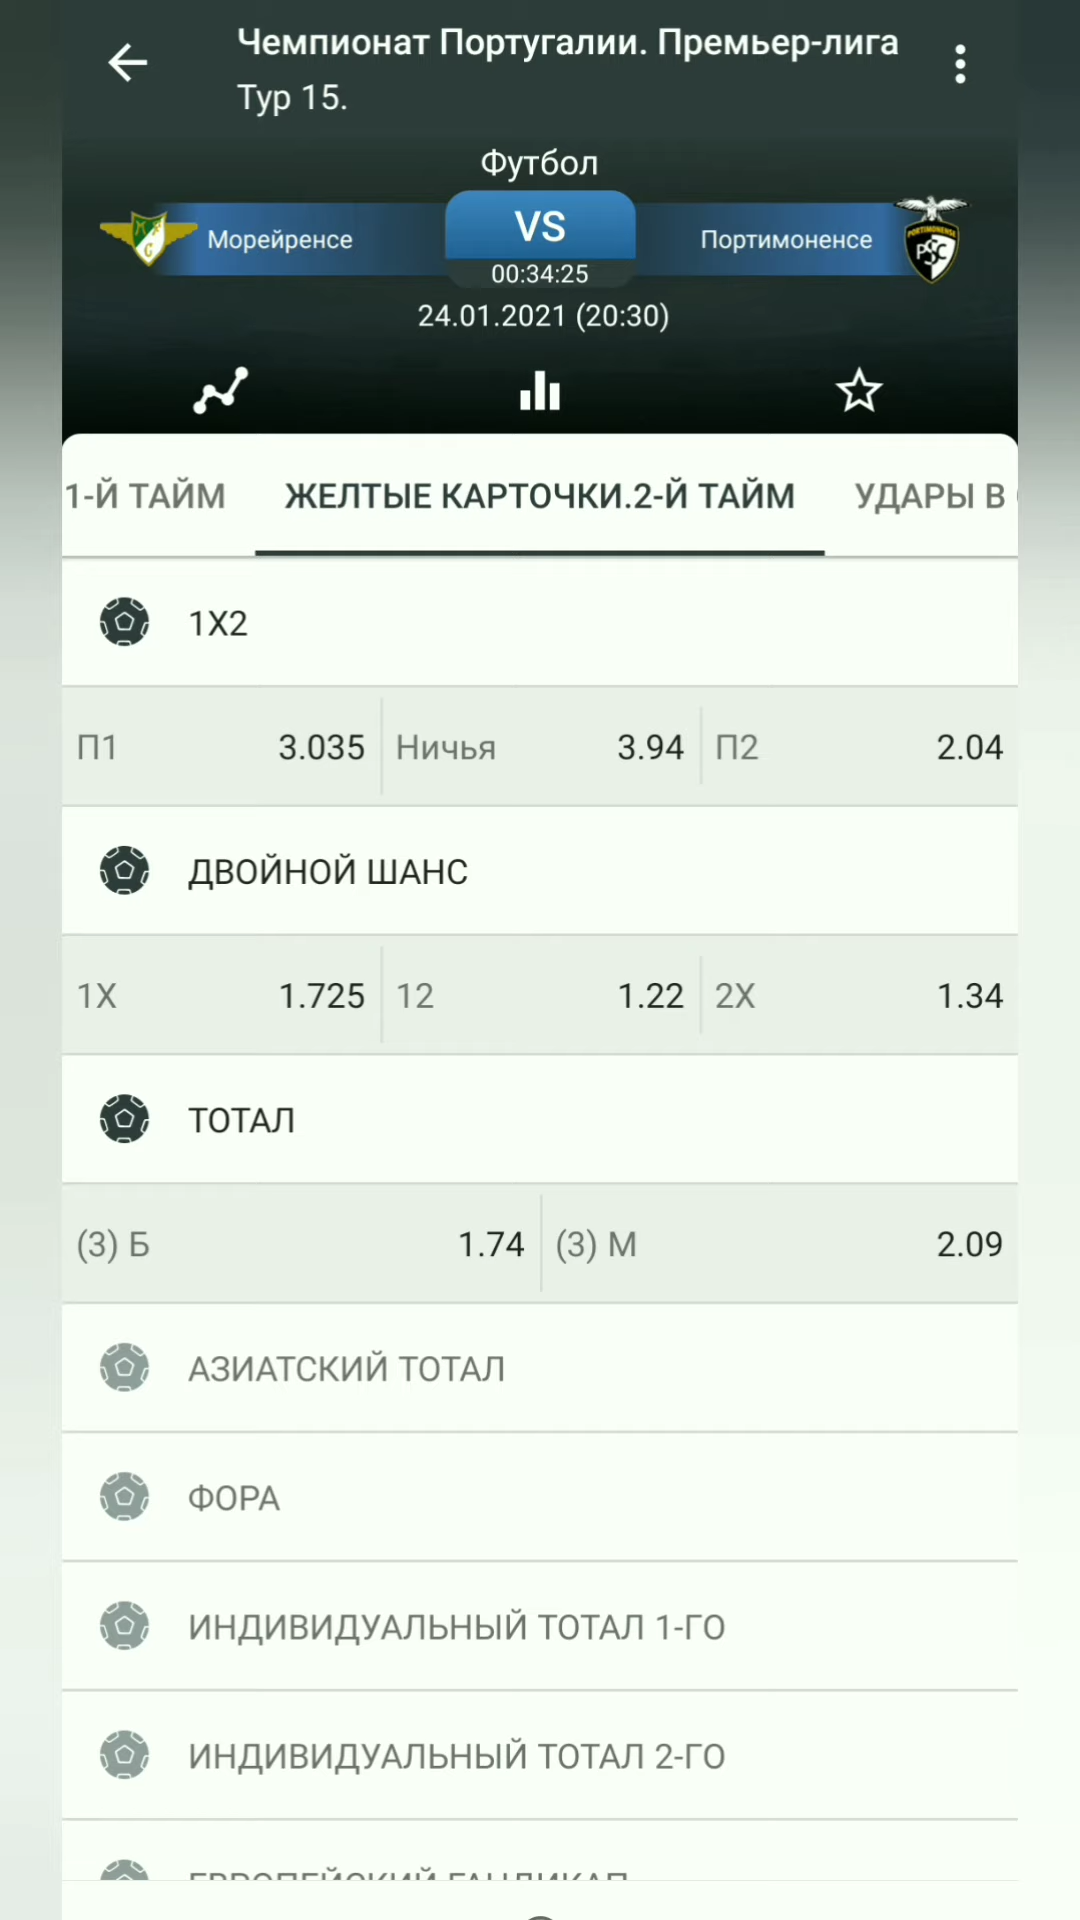 Чемпионат Португалии. Премьер-лига
Тур 15.
Футбол
Морейренсе
VS
Портимоненсе
00:34:25
24.01.2021 (20:30)
1-Й ТАЙМ
ЖЕЛТЫЕ КАРТОЧКИ.2-Й ТАЙМ
УДАРЫ В
1X2
П1 3.035 Ничья 3.94 П2 2.04
ДВОЙНОЙ ШАНС
1X 1.725 12 1.22 2X 1.34
ТОТАЛ
(3) Б 1.74 (3) М 2.09
АЗИАТСКИЙ ТОТАЛ
ФОРА
ИНДИВИДУАЛЬНЫЙ ТОТАЛ 1-ГО
ИНДИВИДУАЛЬНЫЙ ТОТАЛ 2-ГО
ЕВРОПЕЙСКИЙ ГАНДИКАП